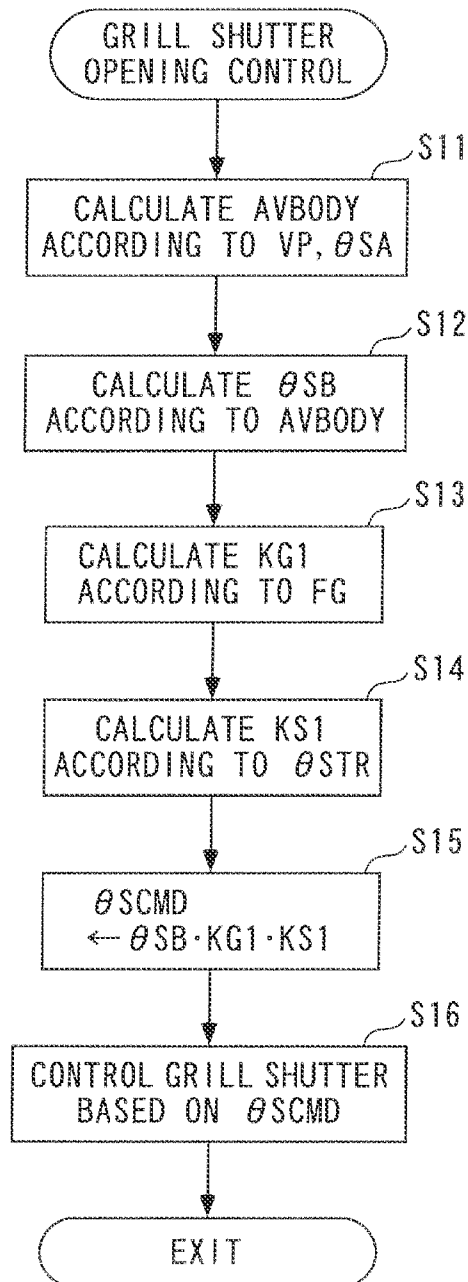 GRILL SHUTTER
OPENING CONTROL
S11
CALCULATE AVBODY
ACCORDING TO VP, θSA
S12
CALCULATE θSB
ACCORDING TO AVBODY
S13
CALCULATE KG1
ACCORDING TO FG
S14
CALCULATE KS1
ACCORDING TO θSTR
S15
θSCMD
← θSB·KG1·KS1
S16
CONTROL GRILL SHUTTER
BASED ON θSCMD
EXIT